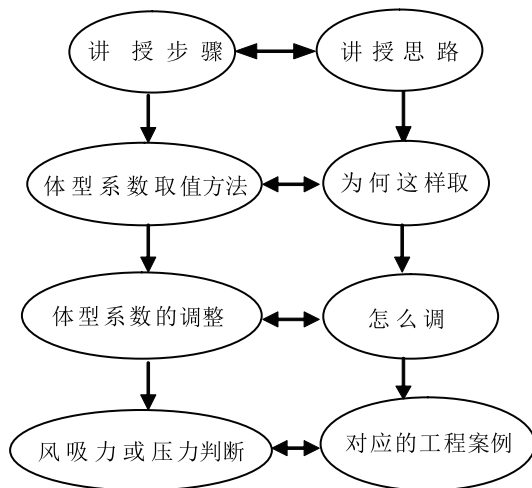 讲授步骤
讲授思路
体型系数取值方法
为何这样取
体型系数的调整
怎么调
风吸力或压力判断
对应的工程案例